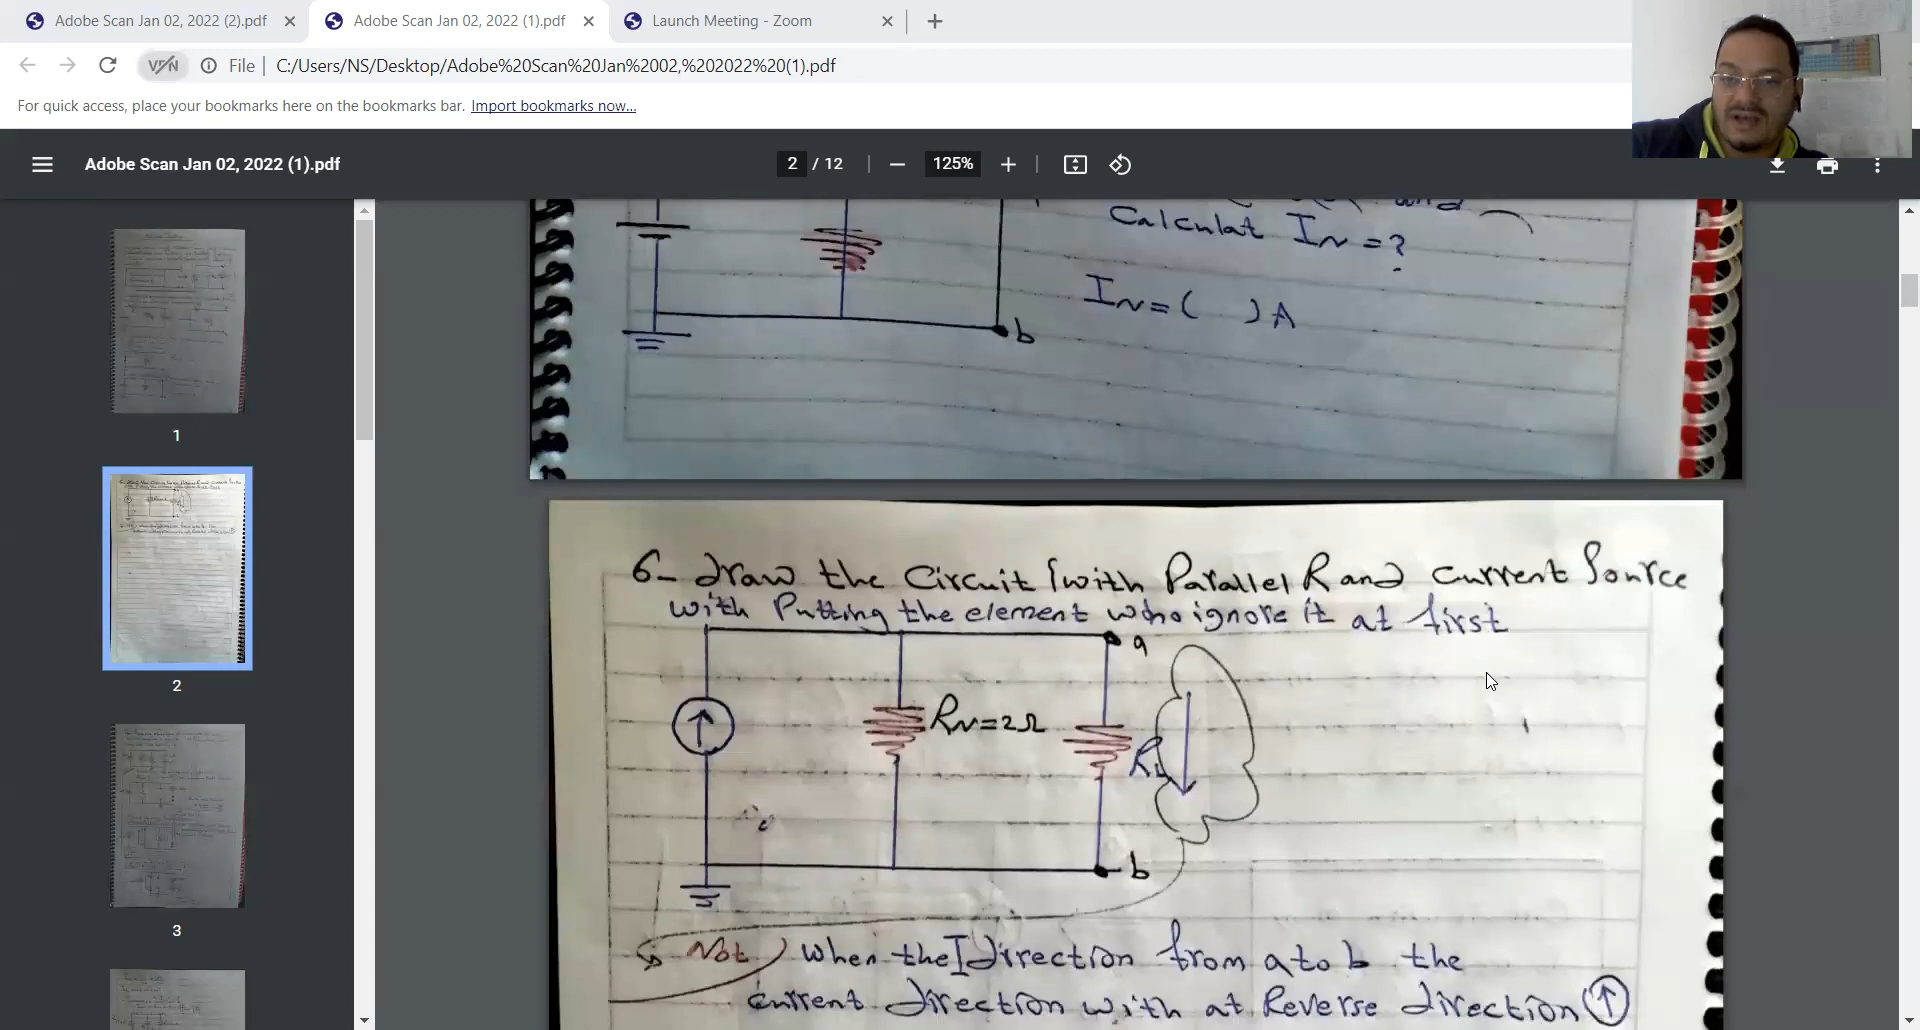 Adobe Scan Jan 02, 2022 (2).pdf
Adobe Scan Jan 02, 2022 (1).pdf
Launch Meeting - Zoom
VPN
File
C:/Users/NS/Desktop/Adobe%20Scan%20Jan%2002,%202022%20(1).pdf
For quick access, place your bookmarks here on the bookmarks bar. Import bookmarks now...
Adobe Scan Jan 02, 2022 (1).pdf
2 / 12
125%
1
2
3
and
Calculat IN = ?
IN = ( ) A
b
6- draw the Circuit (with Parallel R and Current Source
with Putting the element who ignore it at first
a
RN=2Ω
RL
b
Not) when the I direction from a to b the
current direction with at Reverse direction ↑